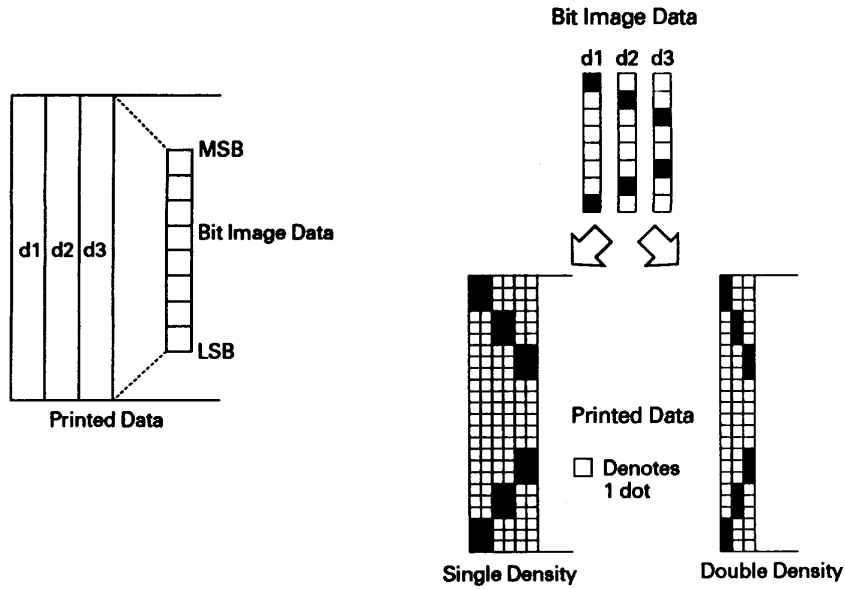 d1 d2 d3
MSB
Bit Image Data
LSB
Printed Data
Bit Image Data
d1 d2 d3
Printed Data
Denotes
1 dot
Single Density
Double Density